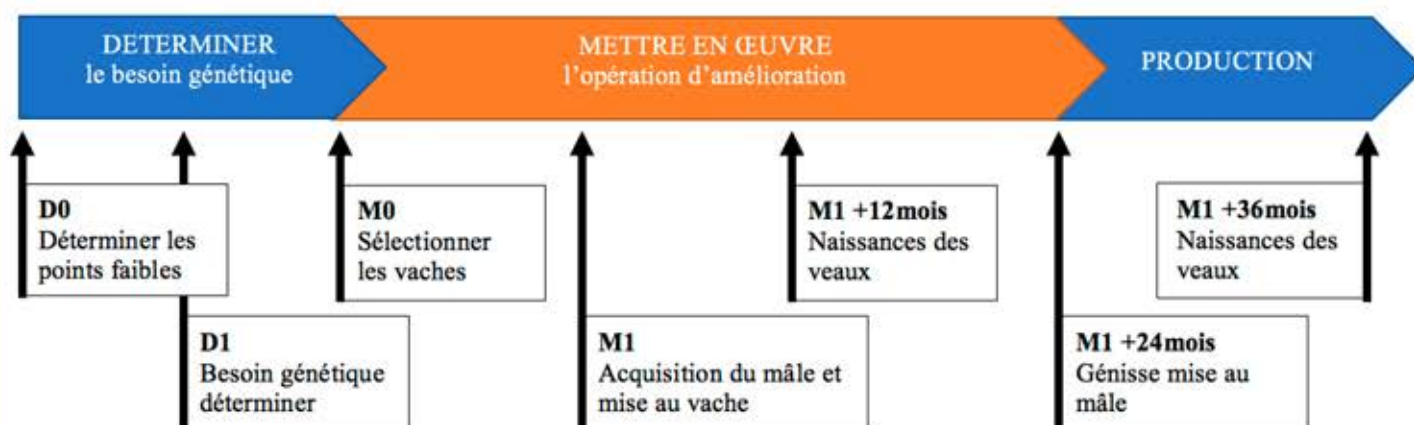 DETERMINER
le besoin génétique
METTRE EN ŒUVRE
l'opération d'amélioration
PRODUCTION
D0
Déterminer les
points faibles
M0
Sélectionner
les vaches
M1 +12mois
Naissances des
veaux
M1 +36mois
Naissances des
veaux
D1
Besoin génétique
déterminer
M1
Acquisition du mâle et
mise au vache
M1 +24mois
Génisse mise au
mâle